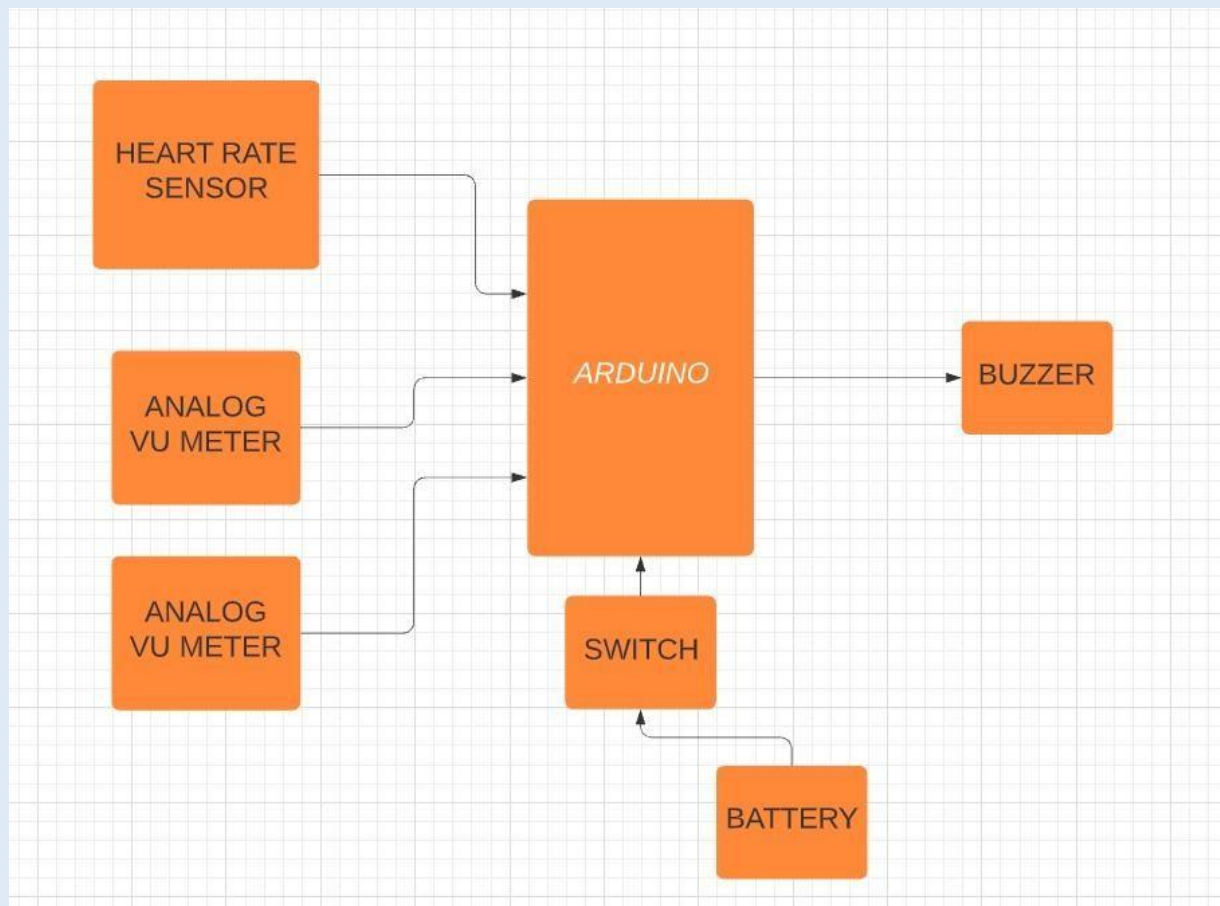 HEART RATE
SENSOR
ANALOG
VU METER
ANALOG
VU METER
ARDUINO
BUZZER
SWITCH
BATTERY